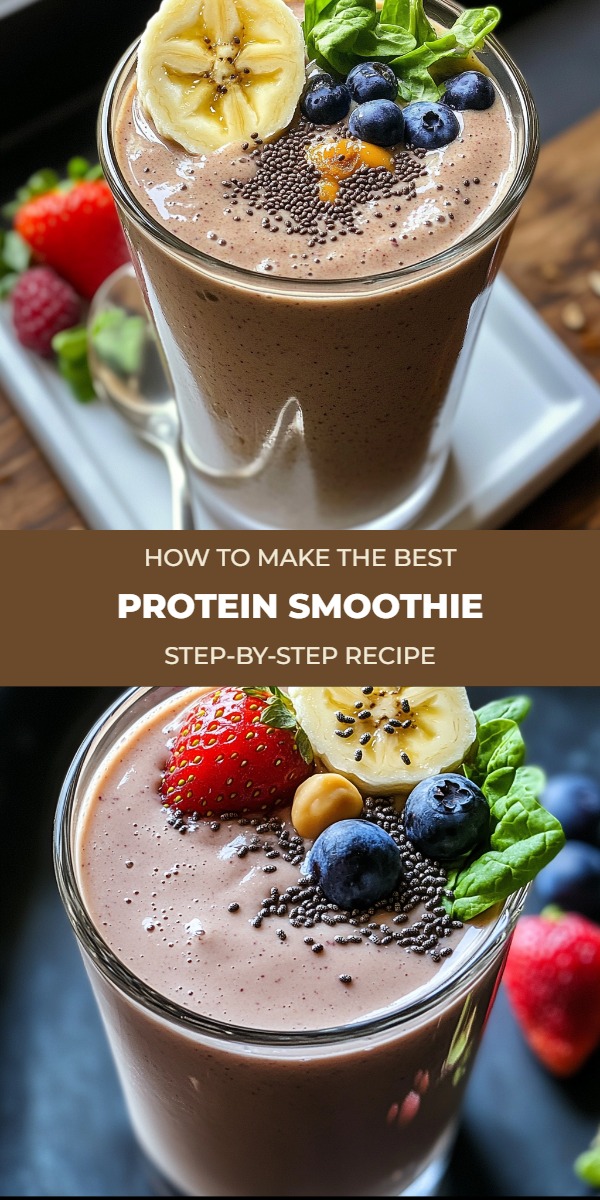 HOW TO MAKE THE BEST
PROTEIN SMOOTHIE
STEP-BY-STEP RECIPE